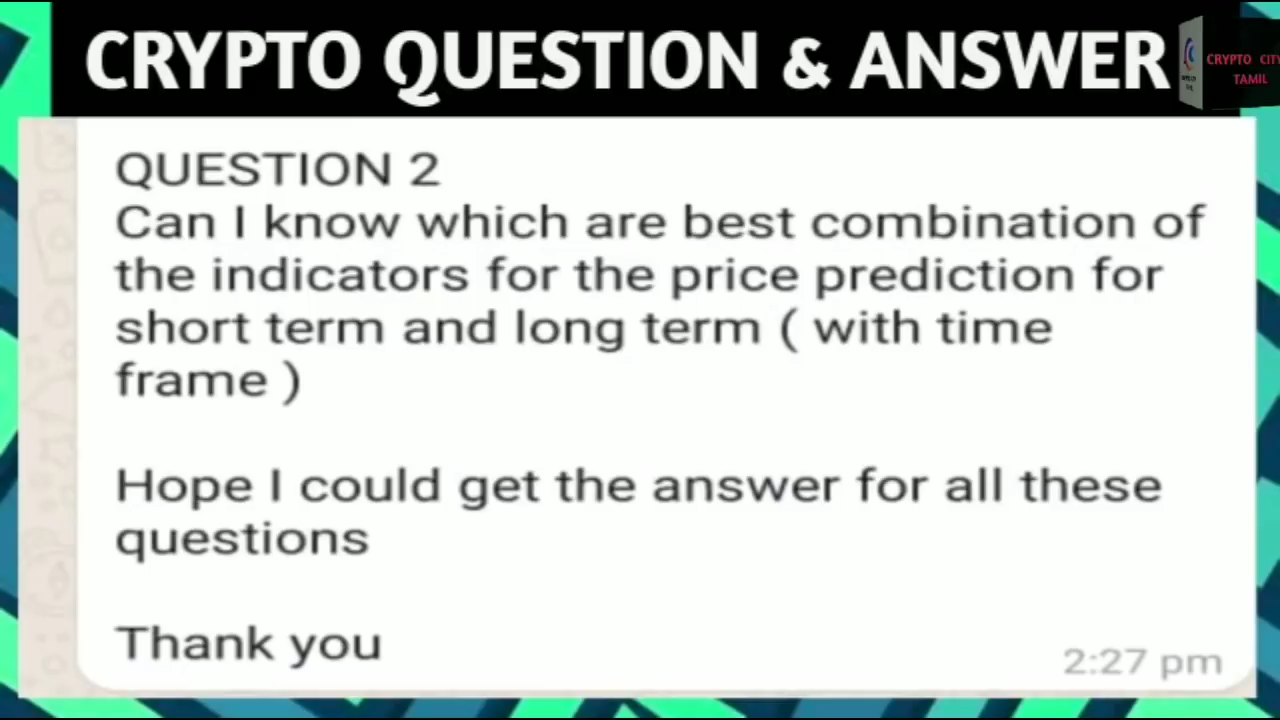 CRYPTO QUESTION & ANSWER
CRYPTO CITY
TAMIL
QUESTION 2
Can I know which are best combination of
the indicators for the price prediction for
short term and long term ( with time
frame )
Hope I could get the answer for all these
questions
Thank you
2:27 pm